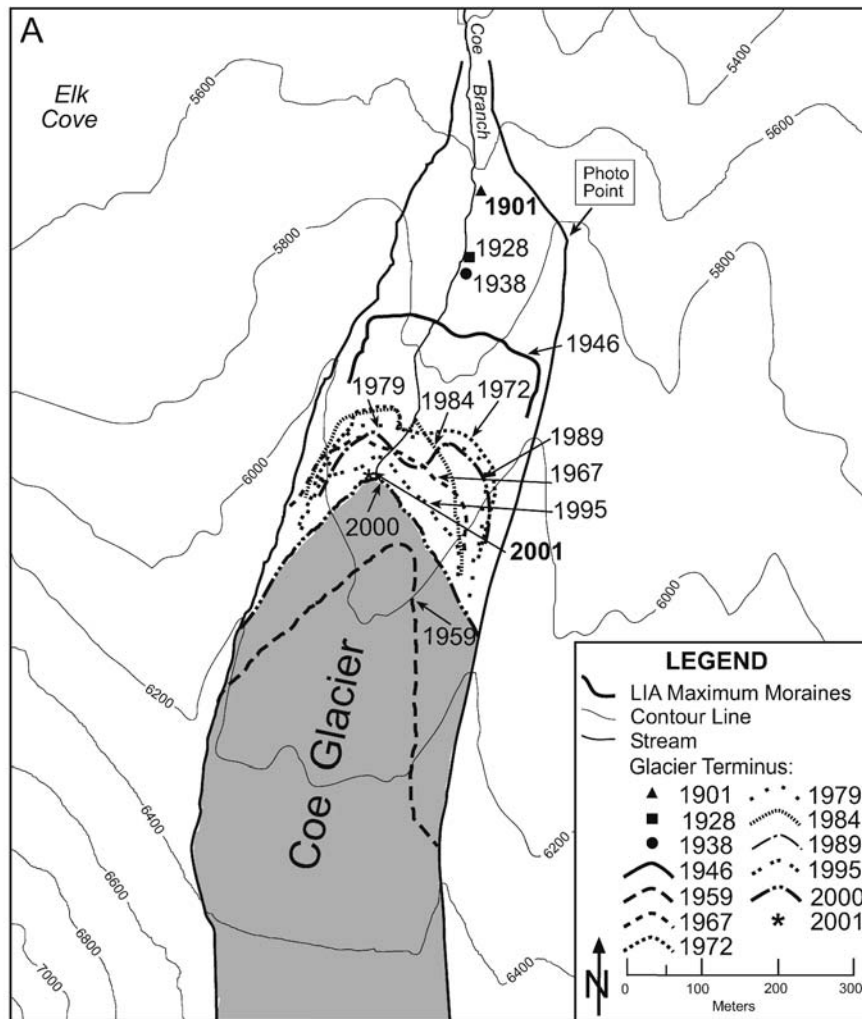 A
Elk
Cove
Coe
Branch
5400
5600
5600
Photo
Point
1901
5800
1928
1938
5800
1946
1979
1984
1972
1989
6000
1967
1995
2000
2001
6000
1959
6200
Coe Glacier
6400
6200
6600
6800
7000
6400
LEGEND
LIA Maximum Moraines
Contour Line
Stream
Glacier Terminus:
1901 1979
1928 1984
1938 1989
1946 1995
1959 2000
1967 * 2001
1972
N
0 100 200 300
Meters